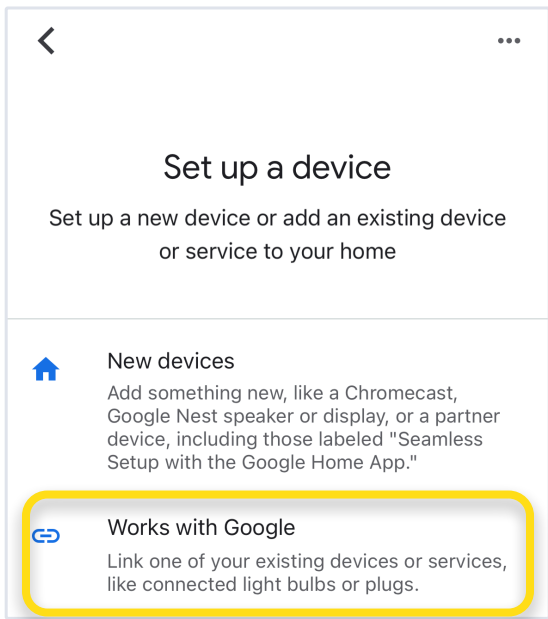 Set up a device
Set up a new device or add an existing device
or service to your home
New devices
Add something new, like a Chromecast,
Google Nest speaker or display, or a partner
device, including those labeled "Seamless
Setup with the Google Home App."
Works with Google
Link one of your existing devices or services,
like connected light bulbs or plugs.